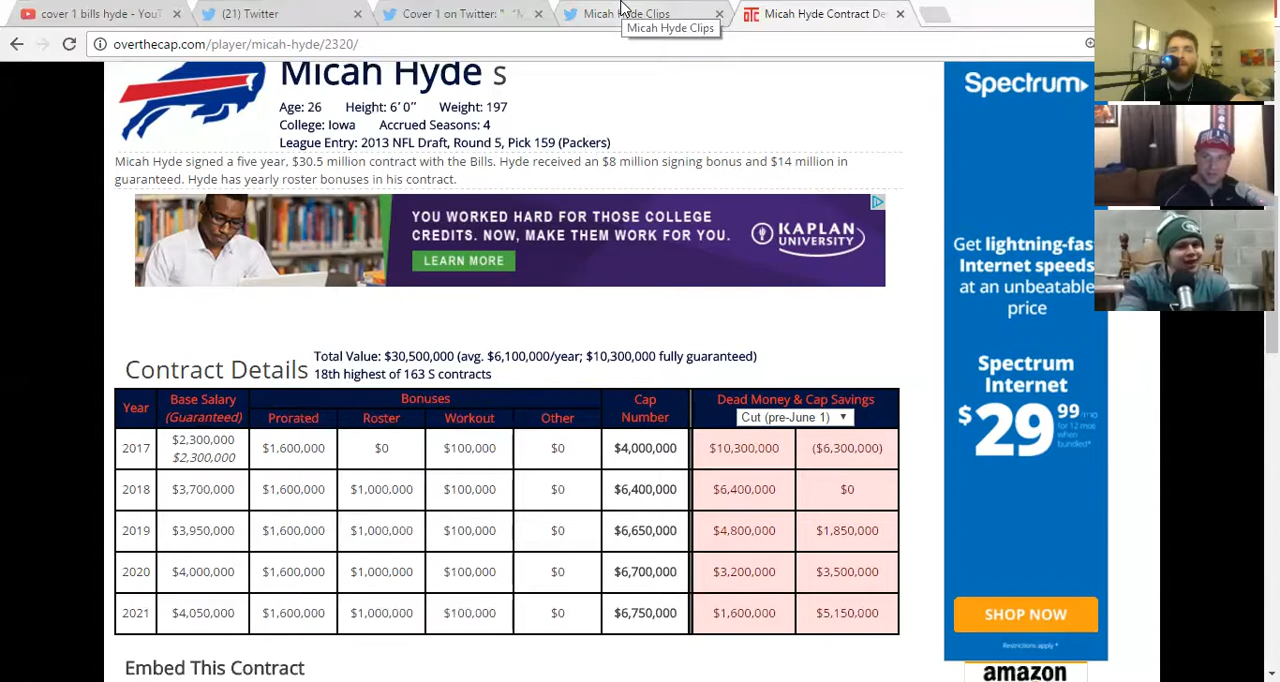 cover 1 bills hyde - YouT
(21) Twitter
Cover 1 on Twitter: "
Micah Hyde Clips
Micah Hyde Contract De
Micah Hyde Clips
overthecap.com/player/micah-hyde/2320/
Micah Hyde S
Age: 26 Height: 6' 0" Weight: 197
College: Iowa Accrued Seasons: 4
League Entry: 2013 NFL Draft, Round 5, Pick 159 (Packers)
Micah Hyde signed a five year, $30.5 million contract with the Bills. Hyde received an $8 million signing bonus and $14 million in
guaranteed. Hyde has yearly roster bonuses in his contract.
YOU WORKED HARD FOR THOSE COLLEGE
CREDITS. NOW, MAKE THEM WORK FOR YOU.
LEARN MORE
KAPLAN
UNIVERSITY
Contract Details
Total Value: $30,500,000 (avg. $6,100,000/year; $10,300,000 fully guaranteed)
18th highest of 163 S contracts
Year Base Salary (Guaranteed) Bonuses Cap Number Dead Money & Cap Savings
Prorated Roster Workout Other Cut (pre-June 1)
2017 $2,300,000 $2,300,000 $1,600,000 $0 $100,000 $0 $4,000,000 $10,300,000 ($6,300,000)
2018 $3,700,000 $1,600,000 $1,000,000 $100,000 $0 $6,400,000 $6,400,000 $0
2019 $3,950,000 $1,600,000 $1,000,000 $100,000 $0 $6,650,000 $4,800,000 $1,850,000
2020 $4,000,000 $1,600,000 $1,000,000 $100,000 $0 $6,700,000 $3,200,000 $3,500,000
2021 $4,050,000 $1,600,000 $1,000,000 $100,000 $0 $6,750,000 $1,600,000 $5,150,000
Embed This Contract
Spectrum
Get lightning-fas
Internet speeds
at an unbeatable
price
Spectrum
Internet
$29.99/mo
for 12 mos
when
bundled*
SHOP NOW
Restrictions apply *
amazon